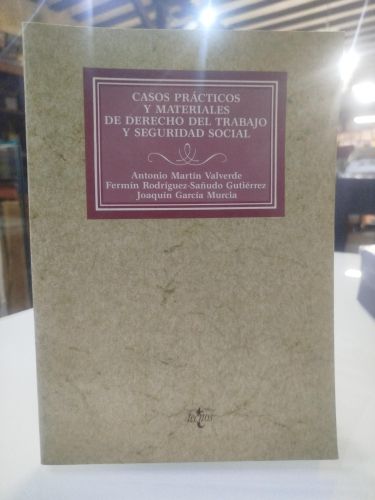 CASOS PRÁCTICOS
Y MATERIALES
DE DERECHO DEL TRABAJO
Y SEGURIDAD SOCIAL
Antonio Martín Valverde
Fermín Rodríguez-Sañudo Gutiérrez
Joaquín García Murcia
tecnos